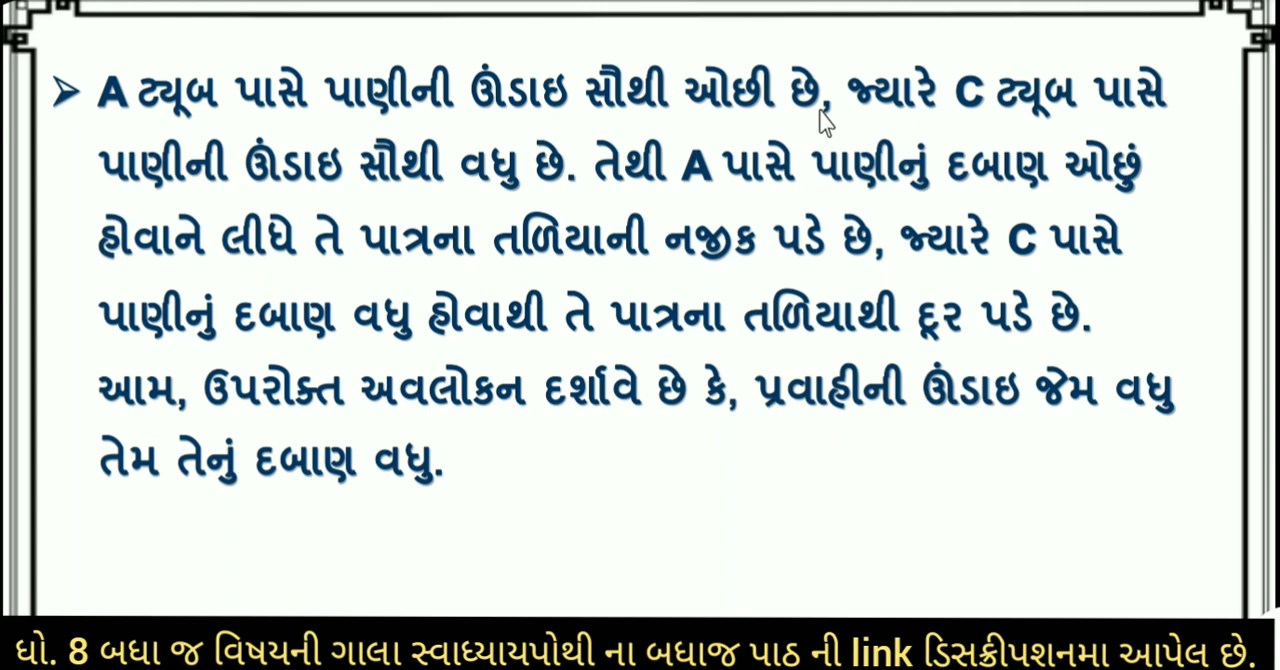 ➢ A ટ્યૂબ પાસે પાણીની ઊંડાઇ સૌથી ઓછી છે, જ્યારે C ટ્યૂબ પાસે
પાણીની ઊંડાઇ સૌથી વધુ છે. તેથી A પાસે પાણીનું દબાણ ઓછું
હોવાને લીધે તે પાત્રના તળિયાની નજીક પડે છે, જ્યારે C પાસે
પાણીનું દબાણ વધુ હોવાથી તે પાત્રના તળિયાથી દૂર પડે છે.
આમ, ઉપરોક્ત અવલોકન દર્શાવે છે કે, પ્રવાહીની ઊંડાઇ જેમ વધુ
તેમ તેનું દબાણ વધુ.
ધો. 8 બધા જ વિષયની ગાલા સ્વાધ્યાયપોથી ના બધાજ પાઠ ની link ડિસક્રીપશનમા આપેલ છે.